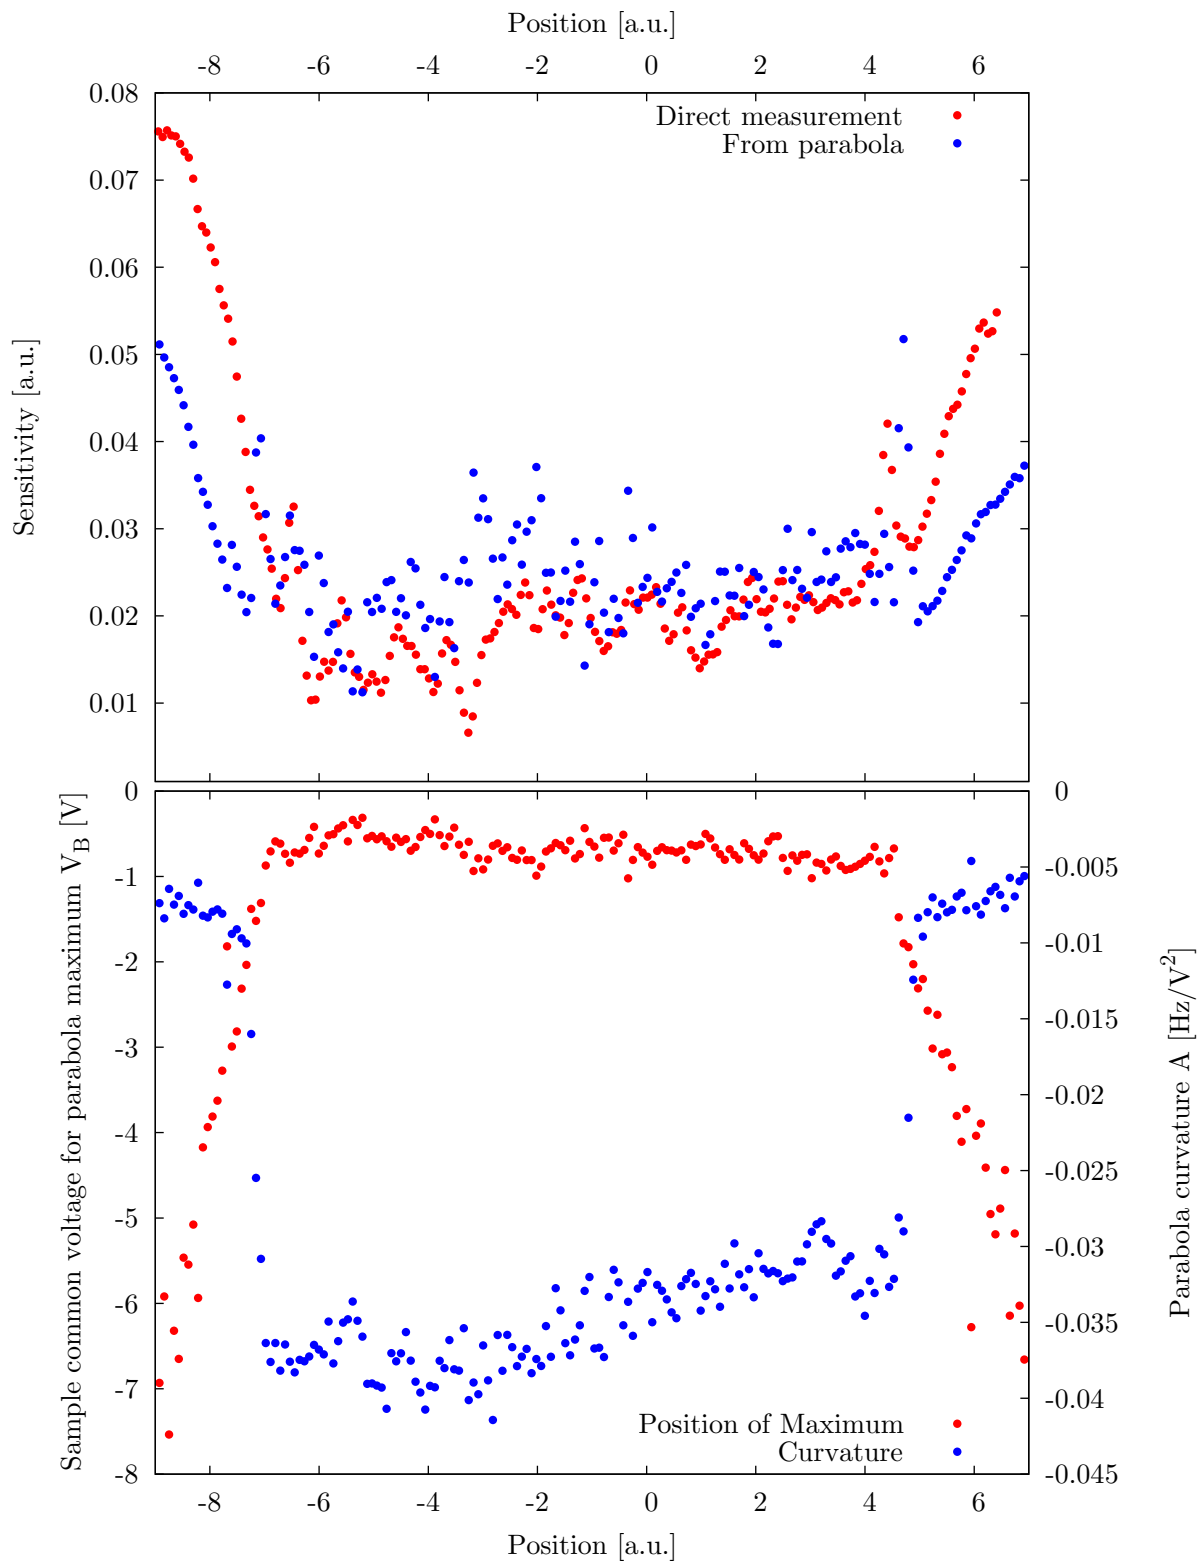 Position [a.u.]
-8 -6 -4 -2 0 2 4 6
Sensitivity [a.u.]
0.08
0.07
0.06
0.05
0.04
0.03
0.02
0.01
Direct measurement
From parabola
Sample common voltage for parabola maximum V_B [V]
0
-1
-2
-3
-4
-5
-6
-7
-8
Position of Maximum
Curvature
0
-0.005
-0.01
-0.015
-0.02
-0.025
-0.03
-0.035
-0.04
-0.045
Parabola curvature A [Hz/V²]
-8 -6 -4 -2 0 2 4 6
Position [a.u.]